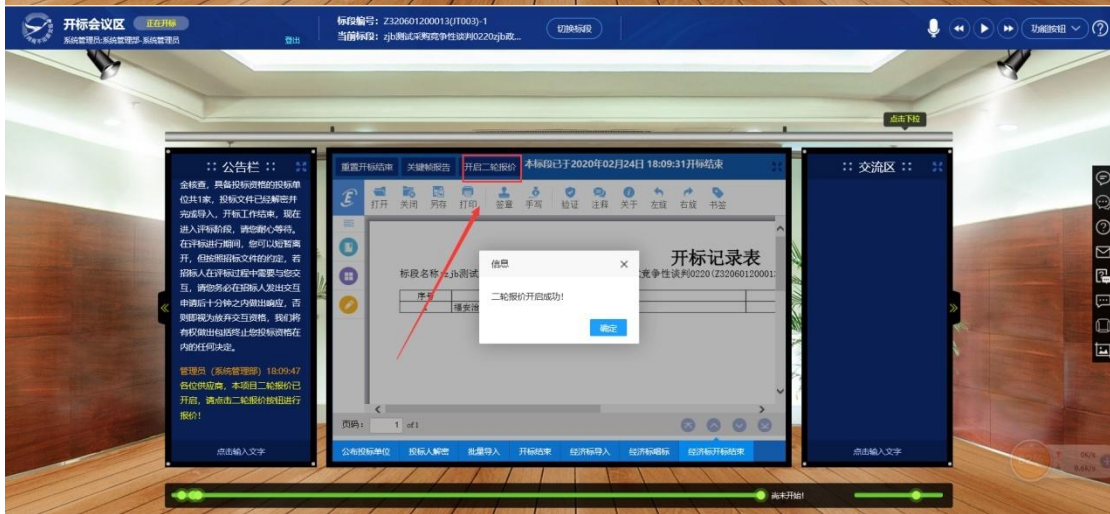 开标会议区 正在开标
系统管理员:系统管理部-系统管理员 登出
标段编号：Z320601200013(JT003)-1
当前标段：zjb测试采购竞争性谈判0220zjb政...
切换标段
功能按钮
点击下拉
:: 公告栏 ::
全核查，具备投标资格的投标单
位共1家，投标文件已经解密并
完成导入，开标工作结束，现在
进入评标阶段，请您耐心等待。
在评标进行期间，您可以短暂离
开，但按照招标文件的约定，若
招标人在评标过程中需要与您交
互，请您务必在招标人发出交互
申请后十分钟之内做出响应，否
则即视为放弃交互资格，我们将
有权做出包括终止您投标资格在
内的任何决定。
管理员（系统管理部）18:09:47
各位供应商，本项目二轮报价已
开启，请点击二轮报价按钮进行
报价！
点击输入文字
重置开标结束 关键帧报告 开启二轮报价 本标段已于2020年02月24日 18:09:31开标结束
打开 关闭 另存 打印 签章 手写 验证 注释 关于 左旋 右旋 书签
开标记录表
标段名称:zjb测试
竞争性谈判0220(Z32060120001
序号
信息
二轮报价开启成功!
确定
页码： 1 of1
公布投标单位 投标人解密 批量导入 开标结束 经济标导入 经济标唱标 经济标开标结束
:: 交流区 ::
点击输入文字
尚未开始!
0K/s